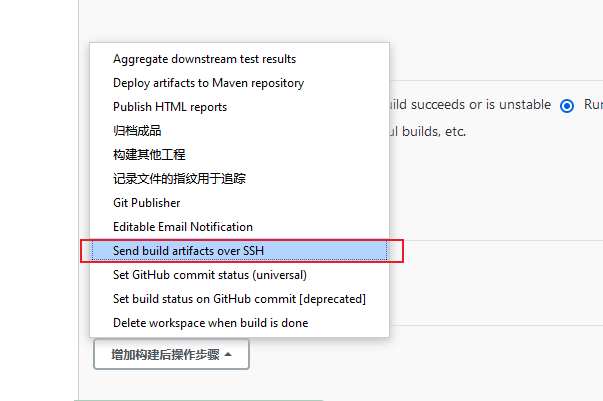 Aggregate downstream test results
Deploy artifacts to Maven repository
Publish HTML reports
uild succeeds or is unstable Run
归档成品
ul builds, etc.
构建其他工程
记录文件的指纹用于追踪
Git Publisher
Editable Email Notification
Send build artifacts over SSH
Set GitHub commit status (universal)
Set build status on GitHub commit [deprecated]
Delete workspace when build is done
增加构建后操作步骤